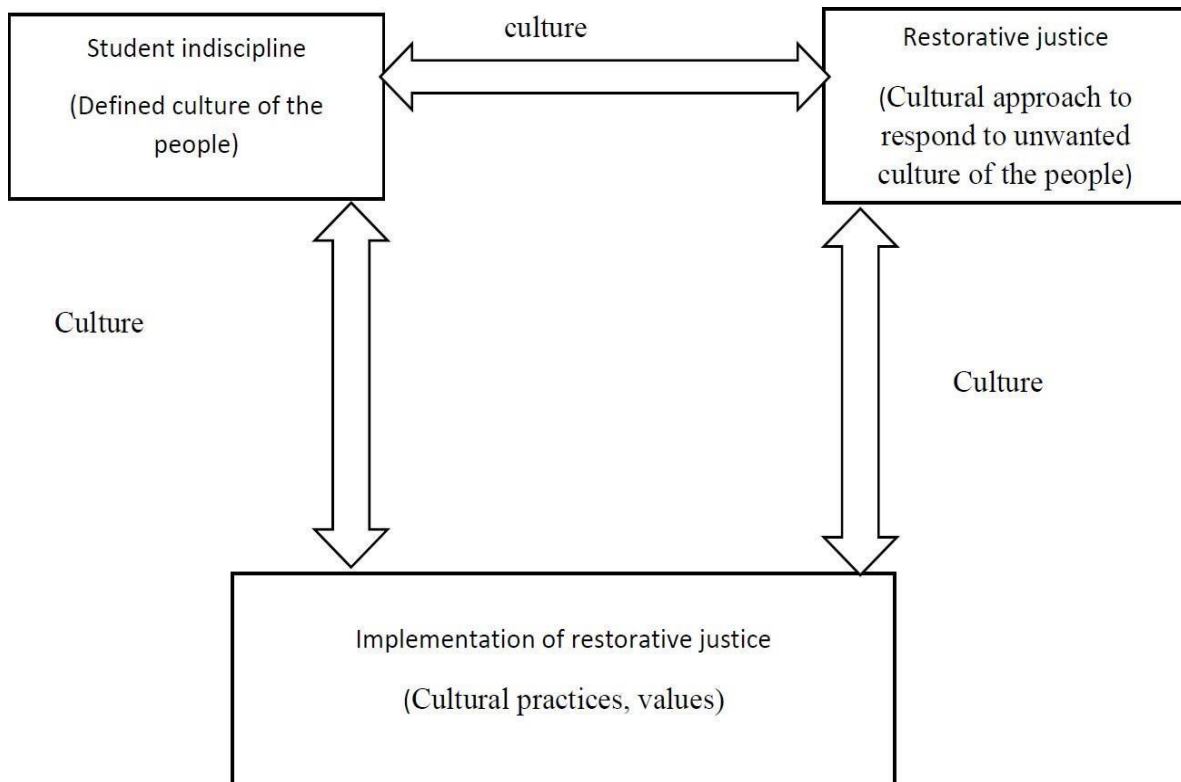 Student indiscipline
(Defined culture of the
people)
culture
Restorative justice
(Cultural approach to
respond to unwanted
culture of the people)
Culture
Culture
Implementation of restorative justice
(Cultural practices, values)